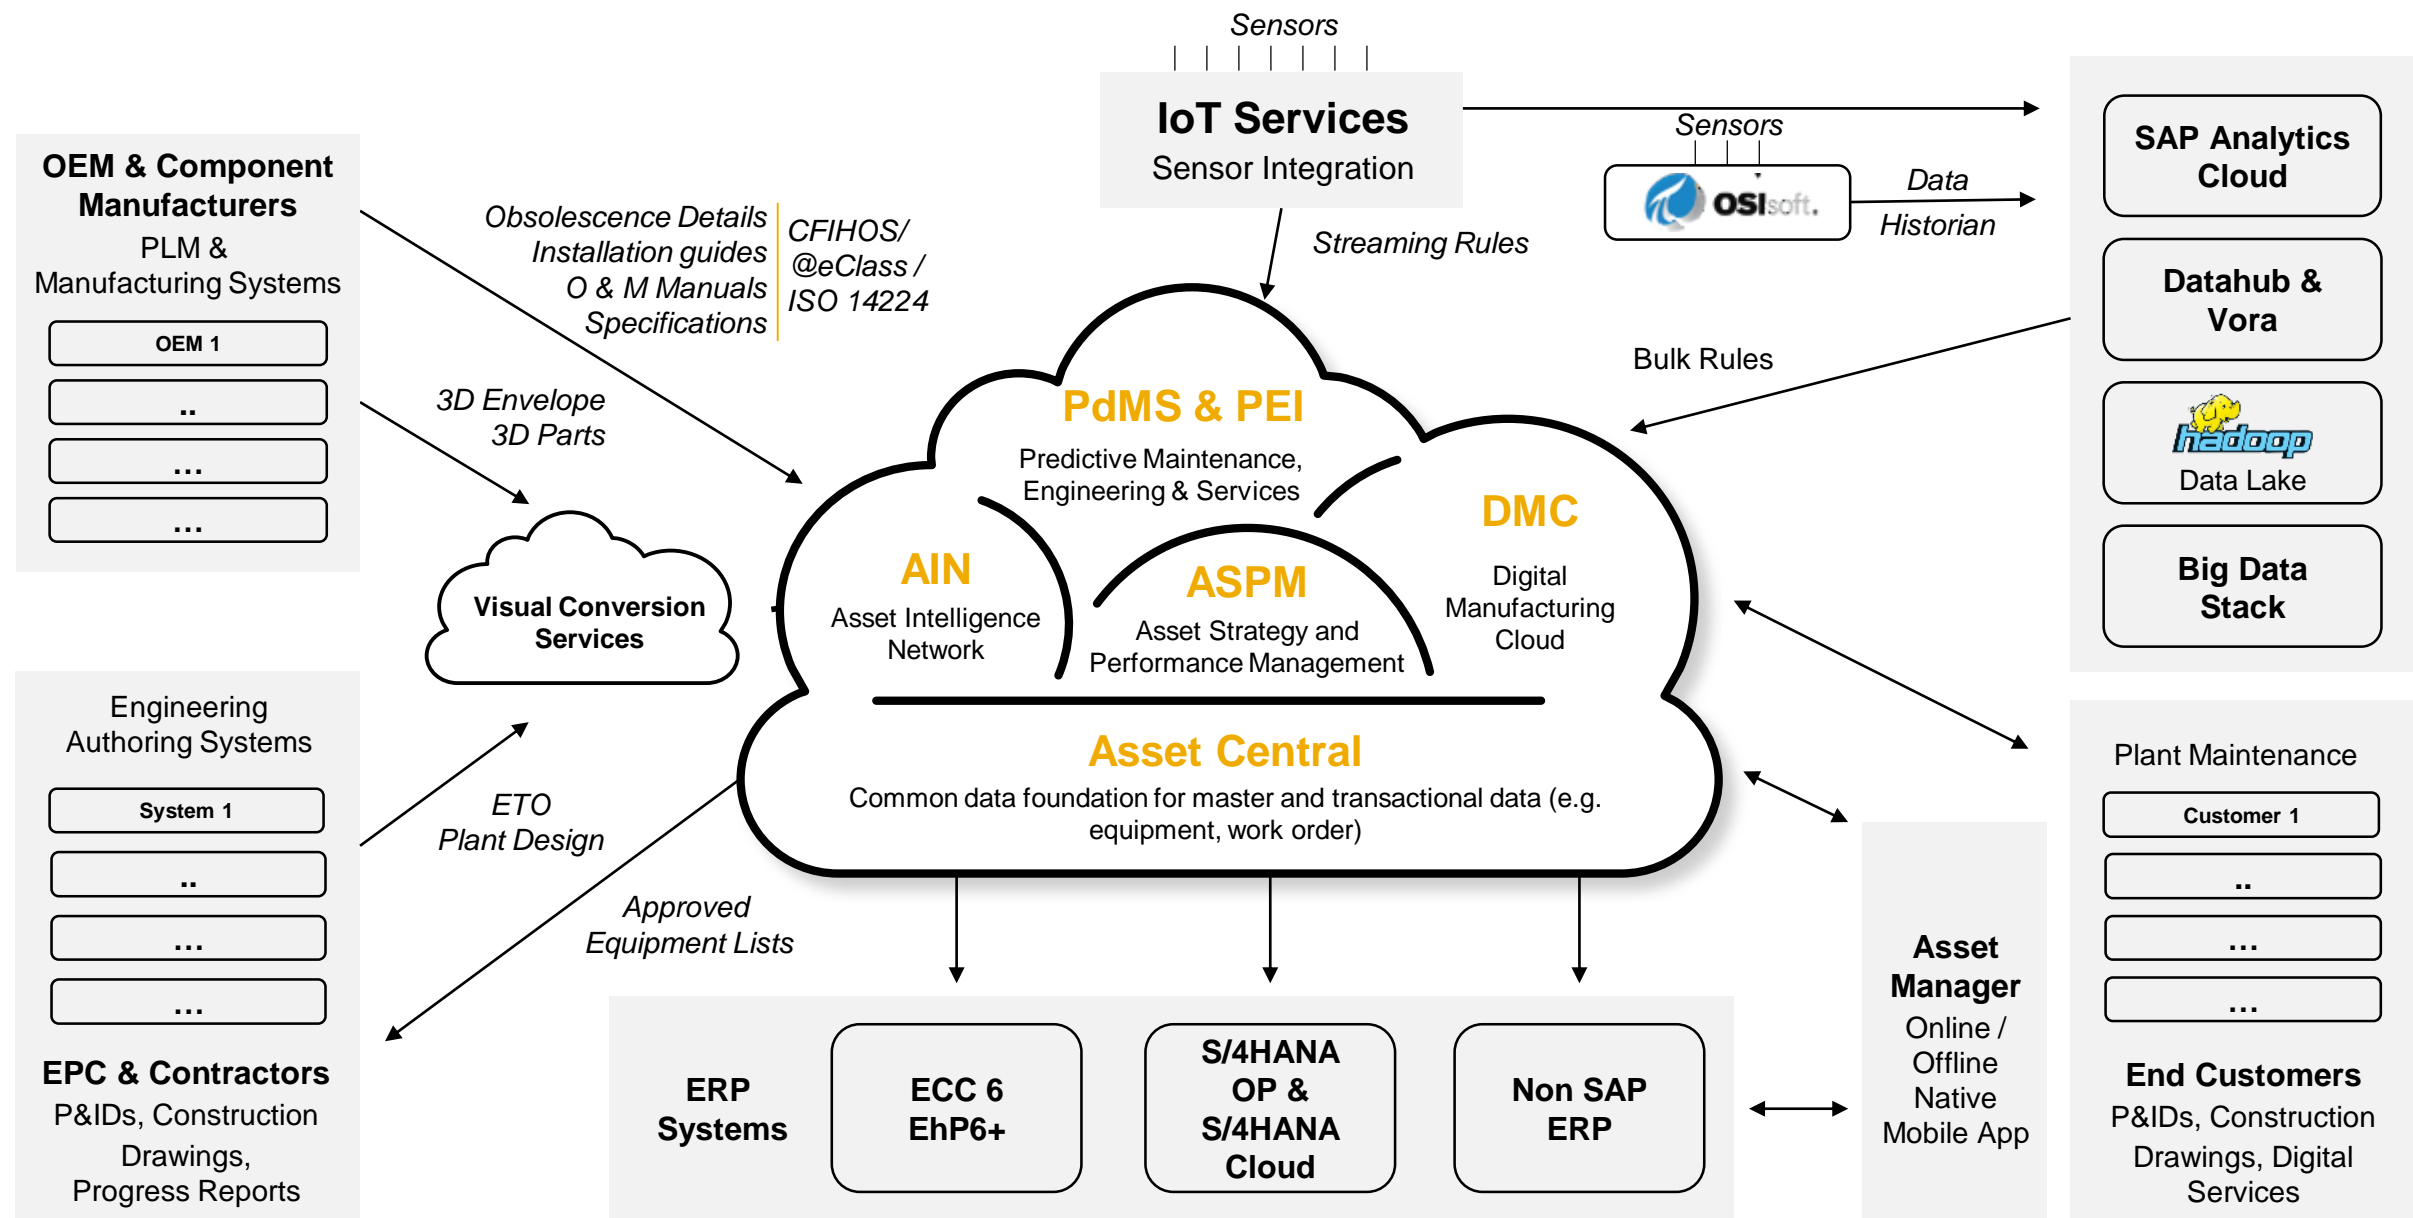 Sensors
IoT Services
Sensor Integration
Sensors
OSIsoft.
Data
Historian
Streaming Rules
SAP Analytics
Cloud
Datahub &
Vora
hadoop
Data Lake
Big Data
Stack
Bulk Rules
OEM & Component
Manufacturers
PLM &
Manufacturing Systems
OEM 1
..
...
...
Obsolescence Details
Installation guides
O & M Manuals
Specifications
CFIHOS/
@eClass /
ISO 14224
3D Envelope
3D Parts
Visual Conversion
Services
PdMS & PEI
Predictive Maintenance,
Engineering & Services
AIN
Asset Intelligence
Network
ASPM
Asset Strategy and
Performance Management
DMC
Digital
Manufacturing
Cloud
Asset Central
Common data foundation for master and transactional data (e.g.
equipment, work order)
Engineering
Authoring Systems
System 1
..
...
...
EPC & Contractors
P&IDs, Construction
Drawings,
Progress Reports
ETO
Plant Design
Approved
Equipment Lists
ERP
Systems
ECC 6
EhP6+
S/4HANA
OP &
S/4HANA
Cloud
Non SAP
ERP
Asset
Manager
Online /
Offline
Native
Mobile App
Plant Maintenance
Customer 1
..
...
...
End Customers
P&IDs, Construction
Drawings, Digital
Services